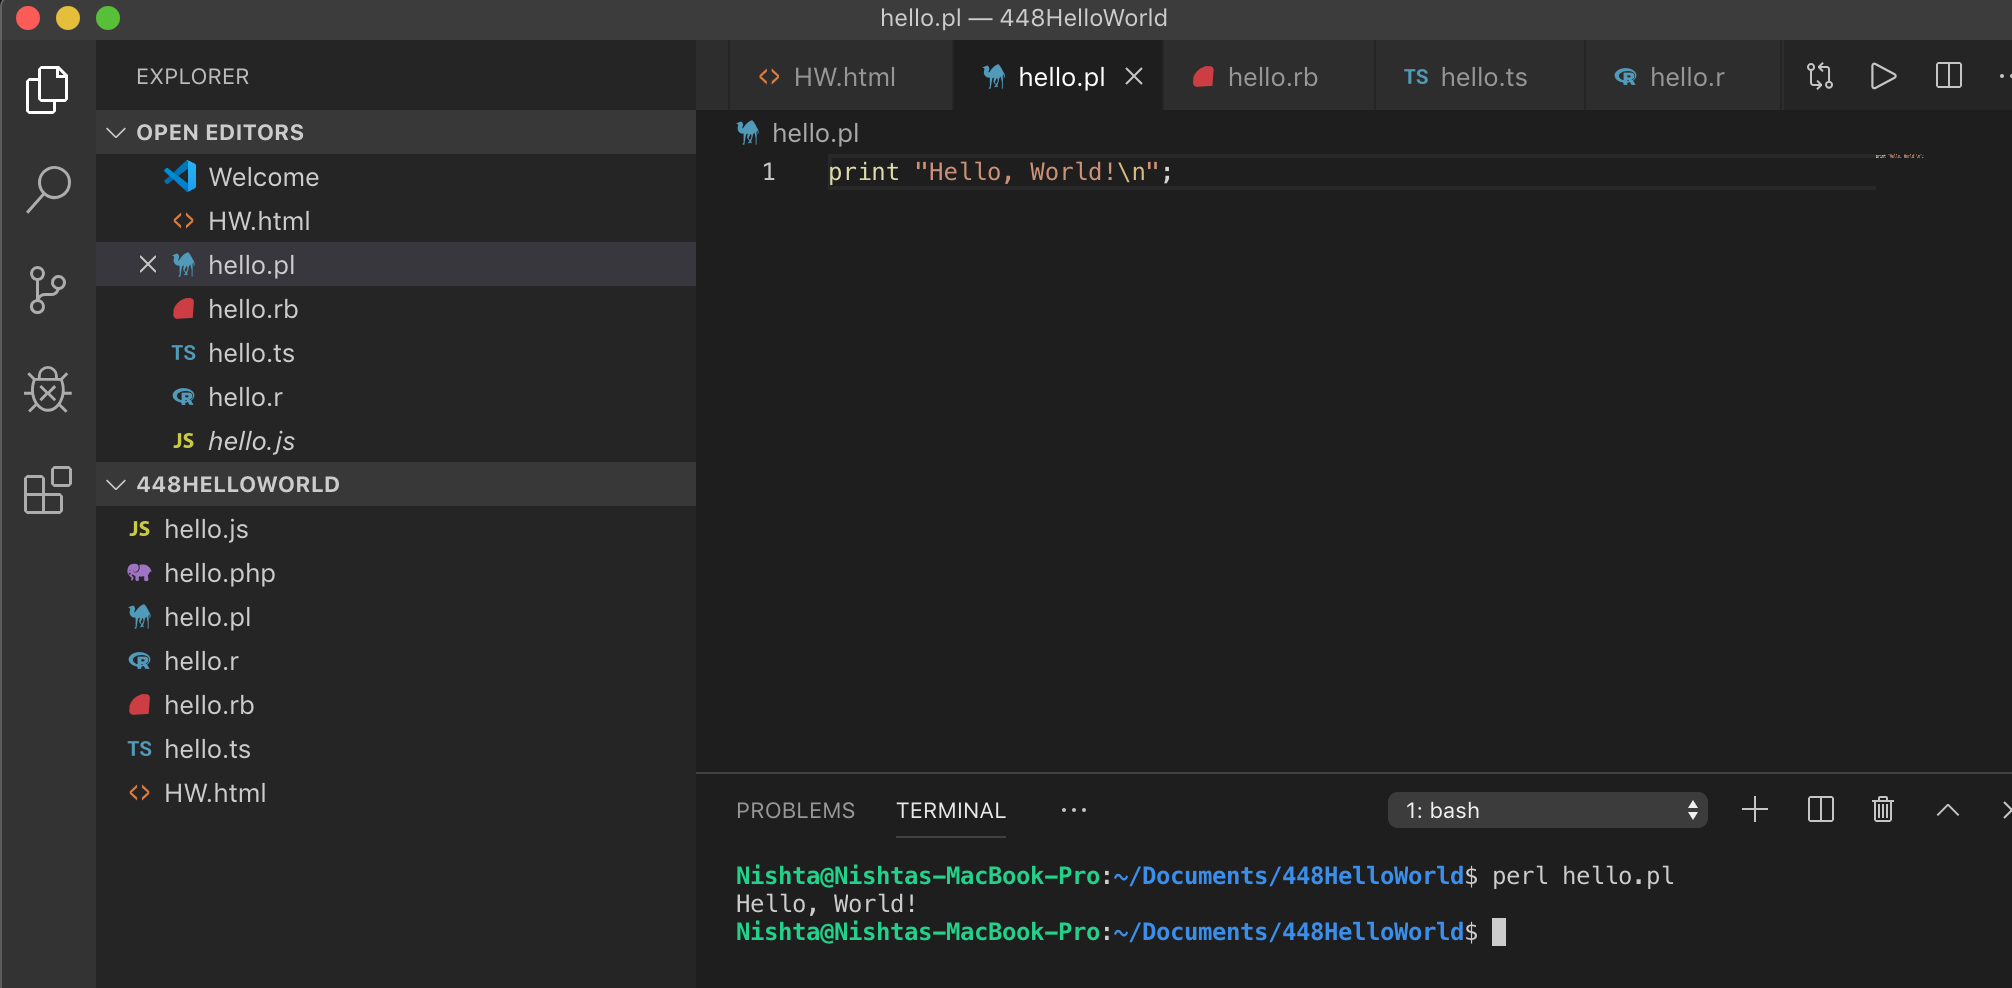 hello.pl — 448HelloWorld
EXPLORER
OPEN EDITORS
Welcome
HW.html
hello.pl
hello.rb
TS hello.ts
hello.r
JS hello.js
448HELLOWORLD
JS hello.js
hello.php
hello.pl
hello.r
hello.rb
TS hello.ts
HW.html
HW.html
hello.pl
hello.rb
TS hello.ts
hello.r
hello.pl
1 print "Hello, World!\n";
print "Hello, World!\n";
PROBLEMS
TERMINAL
1: bash
Nishta@Nishtas-MacBook-Pro:~/Documents/448HelloWorld$ perl hello.pl
Hello, World!
Nishta@Nishtas-MacBook-Pro:~/Documents/448HelloWorld$